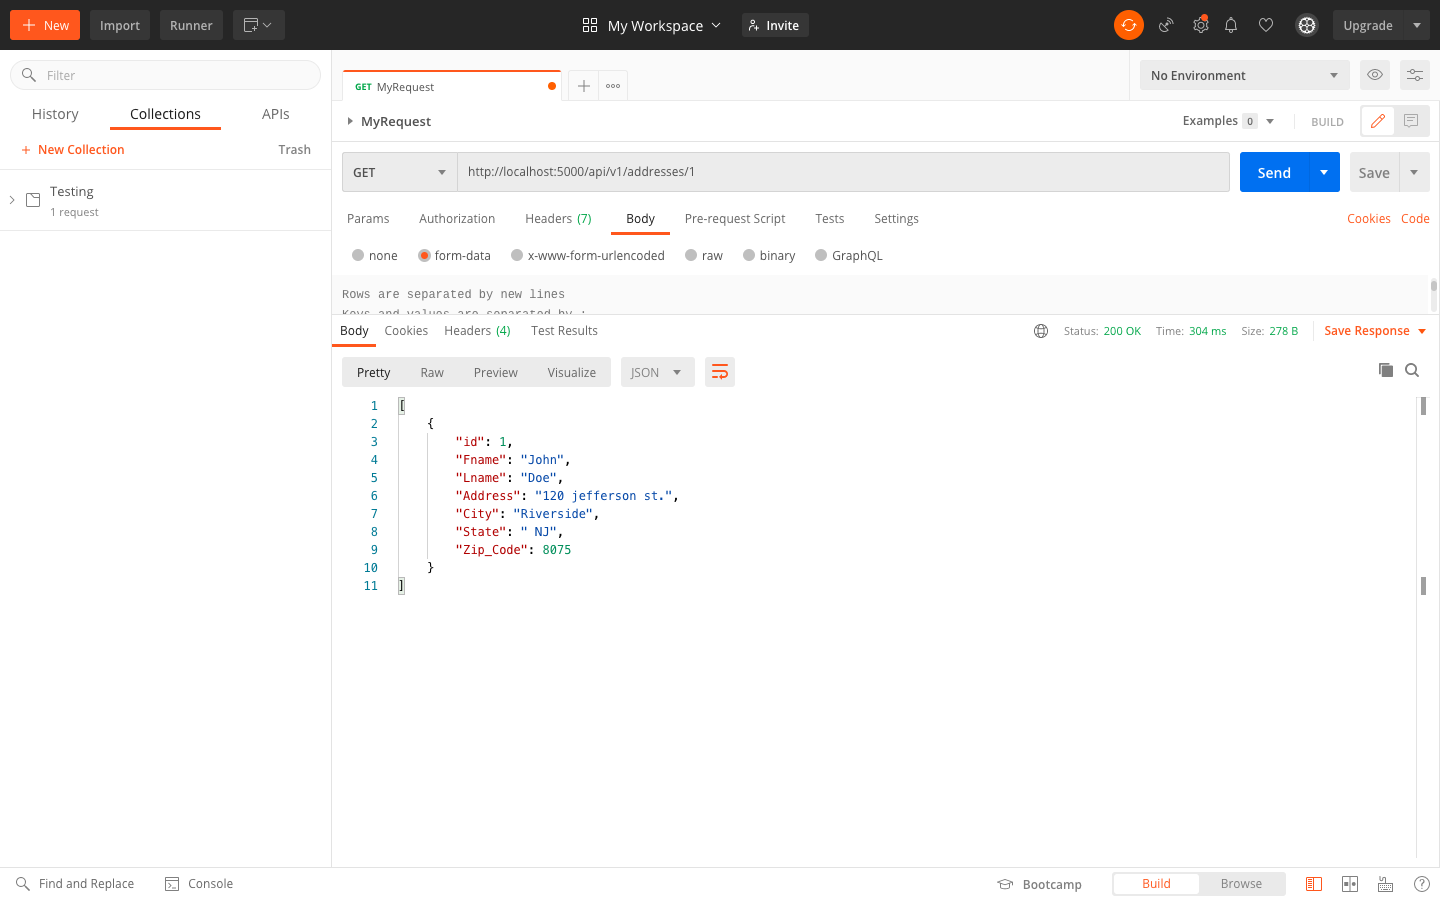 New Import Runner My Workspace Invite Upgrade
Filter
GET MyRequest
No Environment
History Collections APIs
MyRequest Examples 0 BUILD
+ New Collection Trash
GET http://localhost:5000/api/v1/addresses/1 Send Save
Testing
1 request
Params Authorization Headers (7) Body Pre-request Script Tests Settings Cookies Code
none form-data x-www-form-urlencoded raw binary GraphQL
Rows are separated by new lines
Keys and values are separated by :
Body Cookies Headers (4) Test Results Status: 200 OK Time: 304 ms Size: 278 B Save Response
Pretty Raw Preview Visualize JSON
1 [
2 {
3 "id": 1,
4 "Fname": "John",
5 "Lname": "Doe",
6 "Address": "120 jefferson st.",
7 "City": "Riverside",
8 "State": " NJ",
9 "Zip_Code": 8075
10 }
11 ]
Find and Replace Console Bootcamp Build Browse